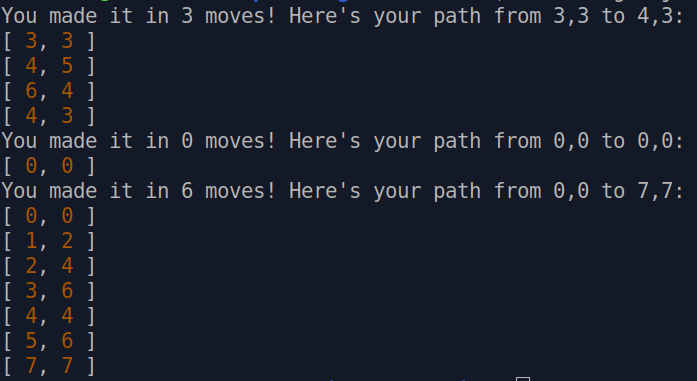 You made it in 3 moves! Here's your path from 3,3 to 4,3:
[ 3, 3 ]
[ 4, 5 ]
[ 6, 4 ]
[ 4, 3 ]
You made it in 0 moves! Here's your path from 0,0 to 0,0:
[ 0, 0 ]
You made it in 6 moves! Here's your path from 0,0 to 7,7:
[ 0, 0 ]
[ 1, 2 ]
[ 2, 4 ]
[ 3, 6 ]
[ 4, 4 ]
[ 5, 6 ]
[ 7, 7 ]